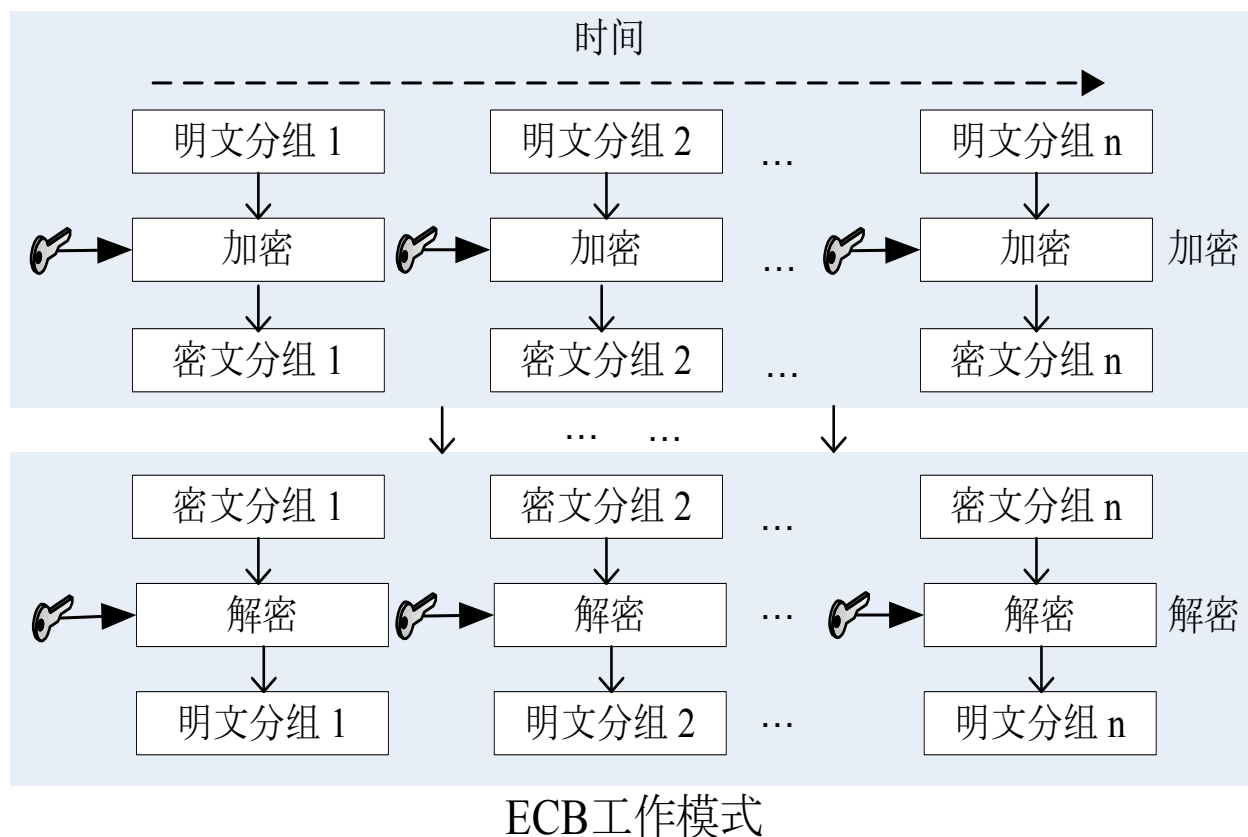 时间
明文分组 1 明文分组 2 … 明文分组 n
加密 加密 … 加密 加密
密文分组 1 密文分组 2 … 密文分组 n
… …
密文分组 1 密文分组 2 … 密文分组 n
解密 解密 … 解密 解密
明文分组 1 明文分组 2 … 明文分组 n
ECB工作模式